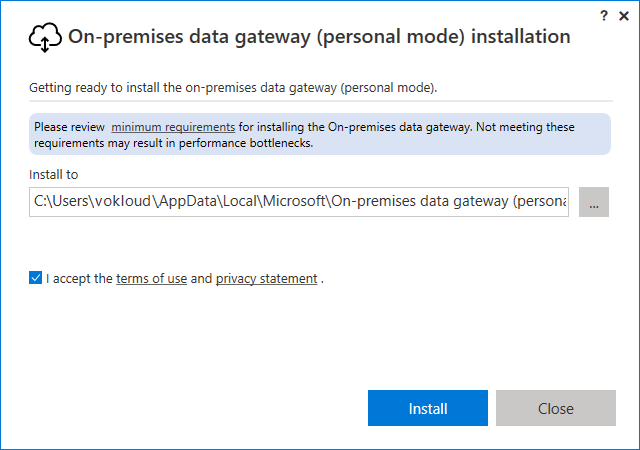 ?
On-premises data gateway (personal mode) installation
Getting ready to install the on-premises data gateway (personal mode).
Please review minimum requirements for installing the On-premises data gateway. Not meeting these
requirements may result in performance bottlenecks.
Install to
C:\Users\vokloud\AppData\Local\Microsoft\On-premises data gateway (persona
...
I accept the terms of use and privacy statement .
Install
Close